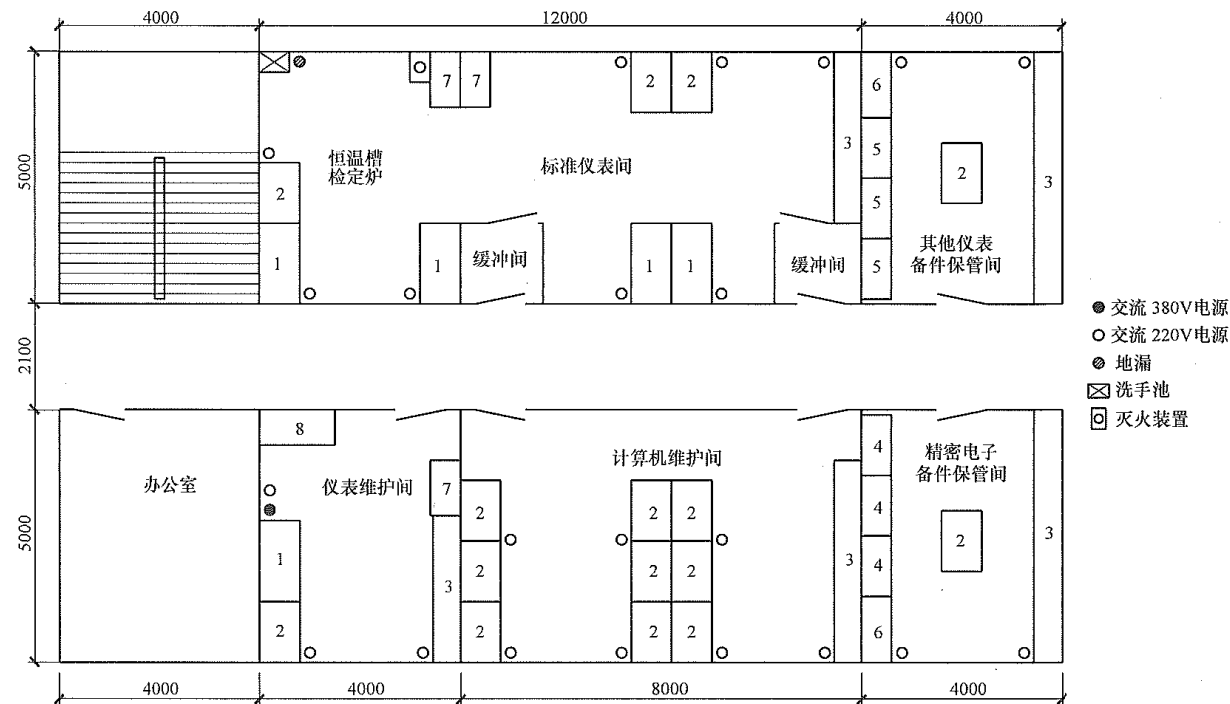 4000
12000
4000
7
7
2
2
6
5000
恒温槽
检定炉
标准仪表间
3
5
2
2
3
5
其他仪表
备件保管间
1
1
缓冲间
1
1
缓冲间
5
交流 380V电源
交流 220V电源
地漏
洗手池
灭火装置
2100
8
4
办公室
仪表维护间
7
计算机维护间
精密电子
备件保管间
2
2
2
4
5000
1
3
2
2
2
3
4
2
3
2
2
2
2
6
4000
4000
8000
4000